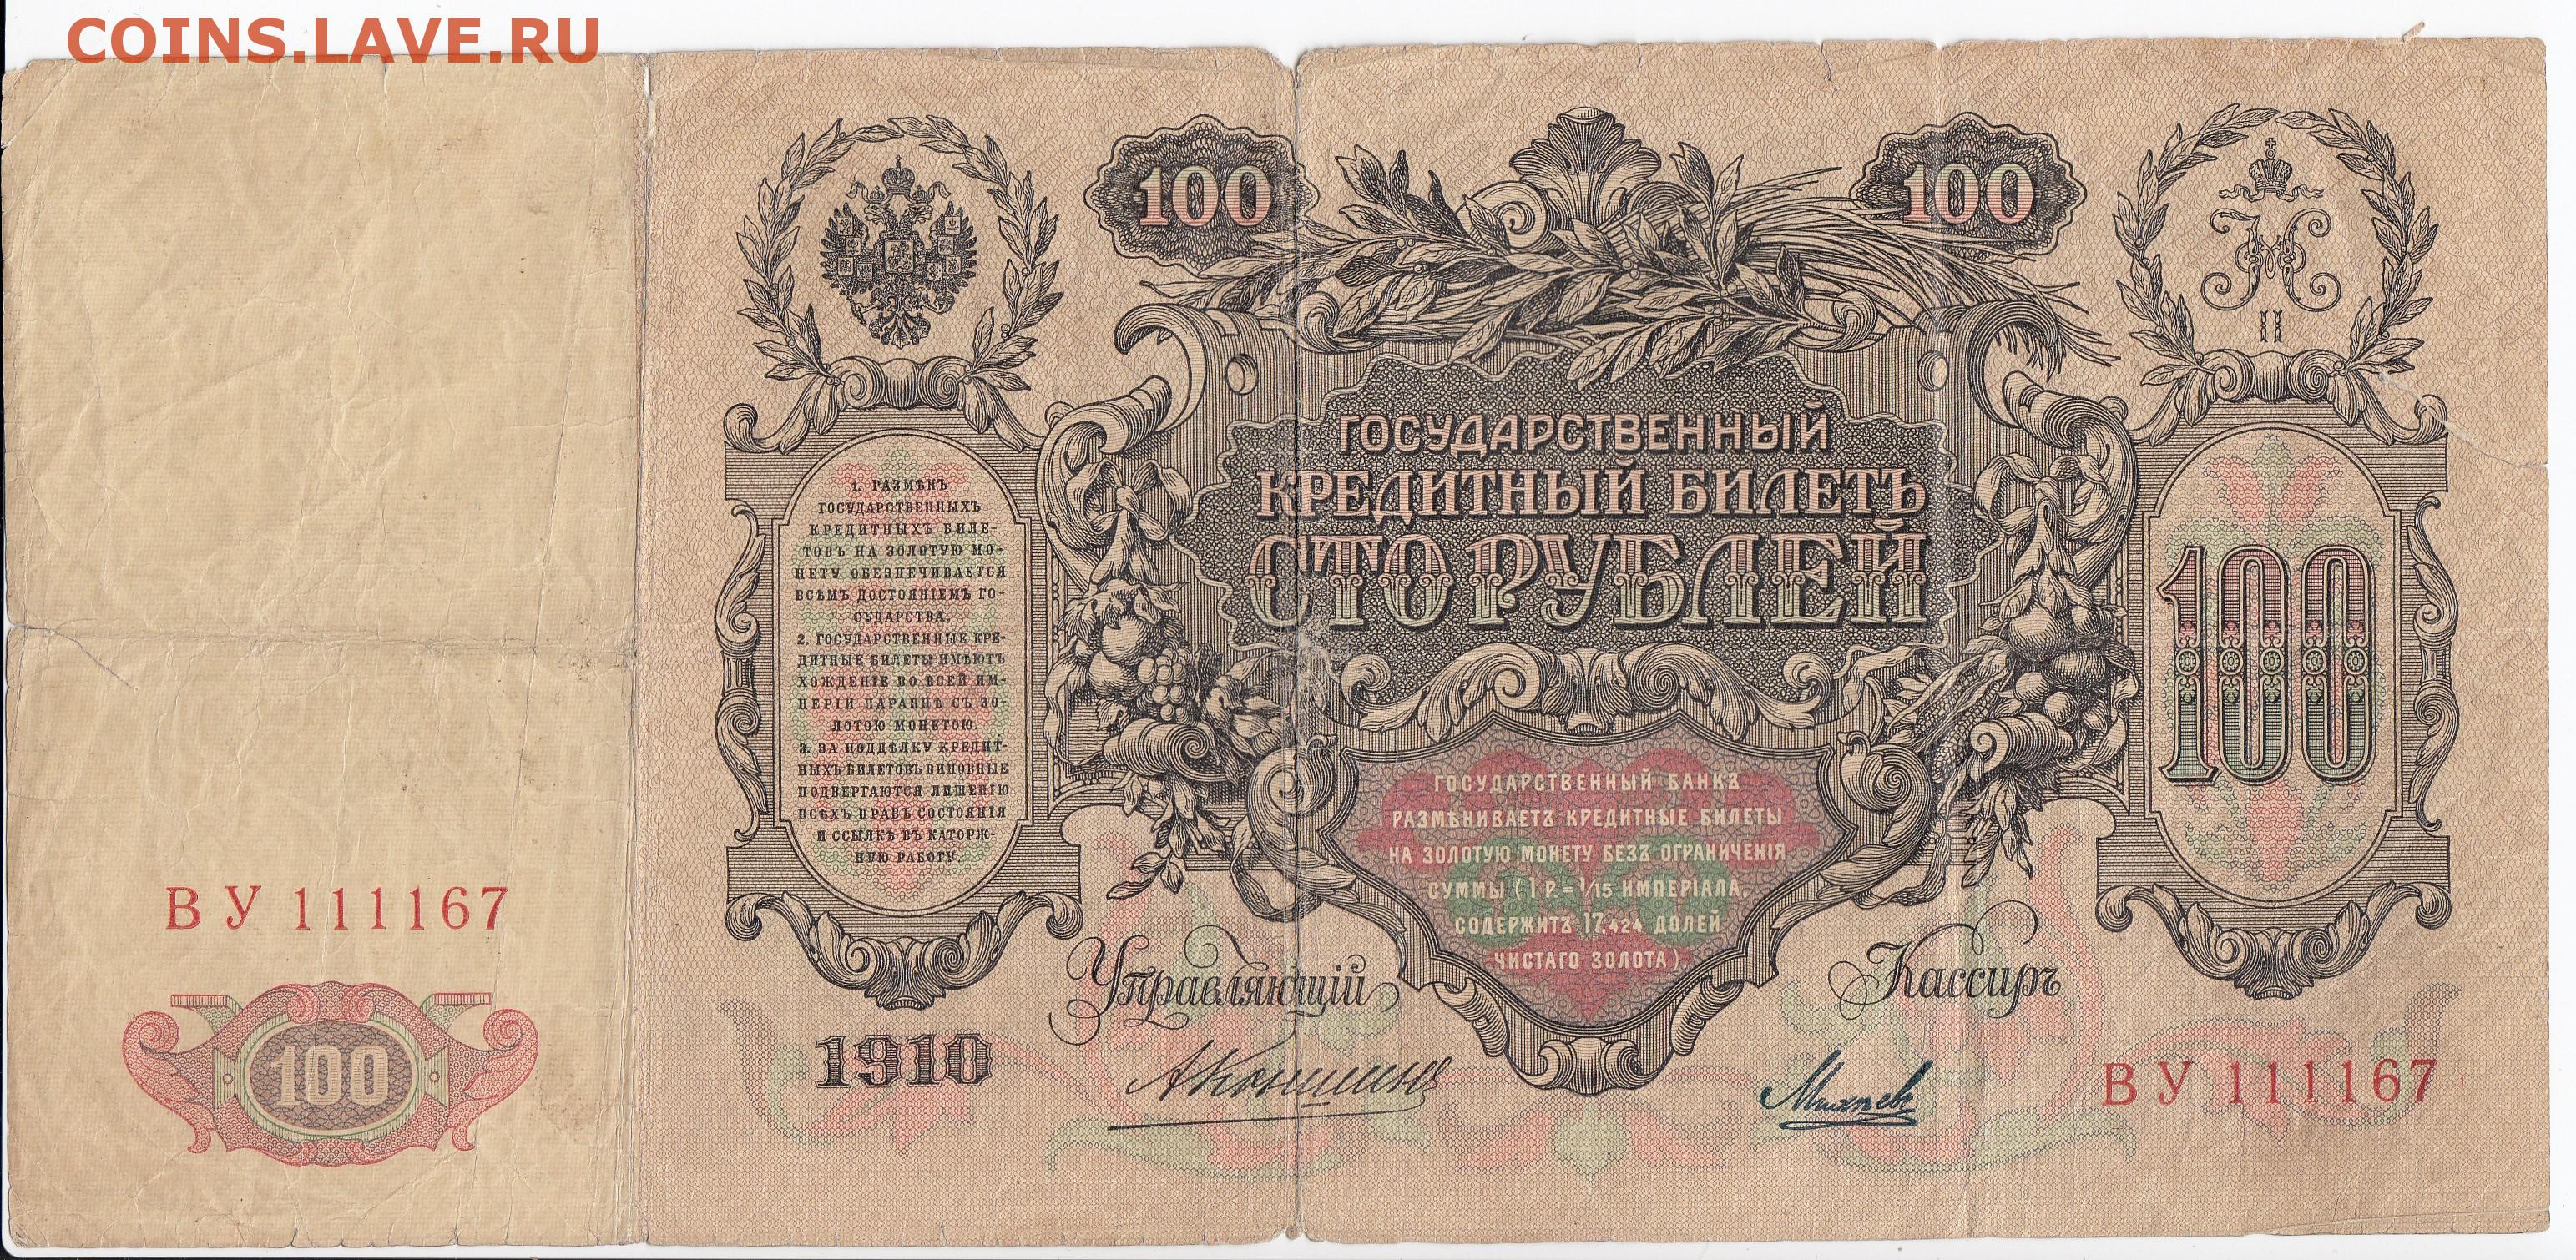 COINS.LAVE.RU
100
100
Н
II
ГОСУДАРСТВЕННЫЙ
КРЕДИТНЫЙ БИЛЕТЪ
СТО РУБЛЕЙ
1. РАЗМѢНЪ
ГОСУДАРСТВЕННЫХЪ
КРЕДИТНЫХЪ БИЛЕ-
ТОВЪ НА ЗОЛОТУЮ МО-
НЕТУ ОБЕЗПЕЧИВАЕТСЯ
ВСѢМЪ ДОСТОЯНІЕМЪ ГО-
СУДАРСТВА.
2. ГОСУДАРСТВЕННЫЕ КРЕ-
ДИТНЫЕ БИЛЕТЫ ИМѢЮТЪ
ХОЖДЕНІЕ ВО ВСЕЙ ИМ-
ПЕРІИ НАРАВНѢ СЪ ЗО-
ЛОТОЮ МОНЕТОЮ.
3. ЗА ПОДДѢЛКУ КРЕДИТ-
НЫХЪ БИЛЕТОВЪ ВИНОВНЫЕ
ПОДВЕРГАЮТСЯ ЛИШЕНІЮ
ВСѢХЪ ПРАВЪ СОСТОЯНІЯ
И ССЫЛКѢ ВЪ КАТОРЖ-
НУЮ РАБОТУ.
100
ГОСУДАРСТВЕННЫЙ БАНКЪ
РАЗМѢНИВАЕТЪ КРЕДИТНЫЕ БИЛЕТЫ
НА ЗОЛОТУЮ МОНЕТУ БЕЗЪ ОГРАНИЧЕНІЯ
СУММЫ (1 Р.= 1/15 ИМПЕРІАЛА,
СОДЕРЖИТЪ 17,424 ДОЛЕЙ
ЧИСТАГО ЗОЛОТА).
ВУ 111167
100
Управляющій
Кассиръ
1910
АКоншинъ
Михѣевъ
ВУ 111167